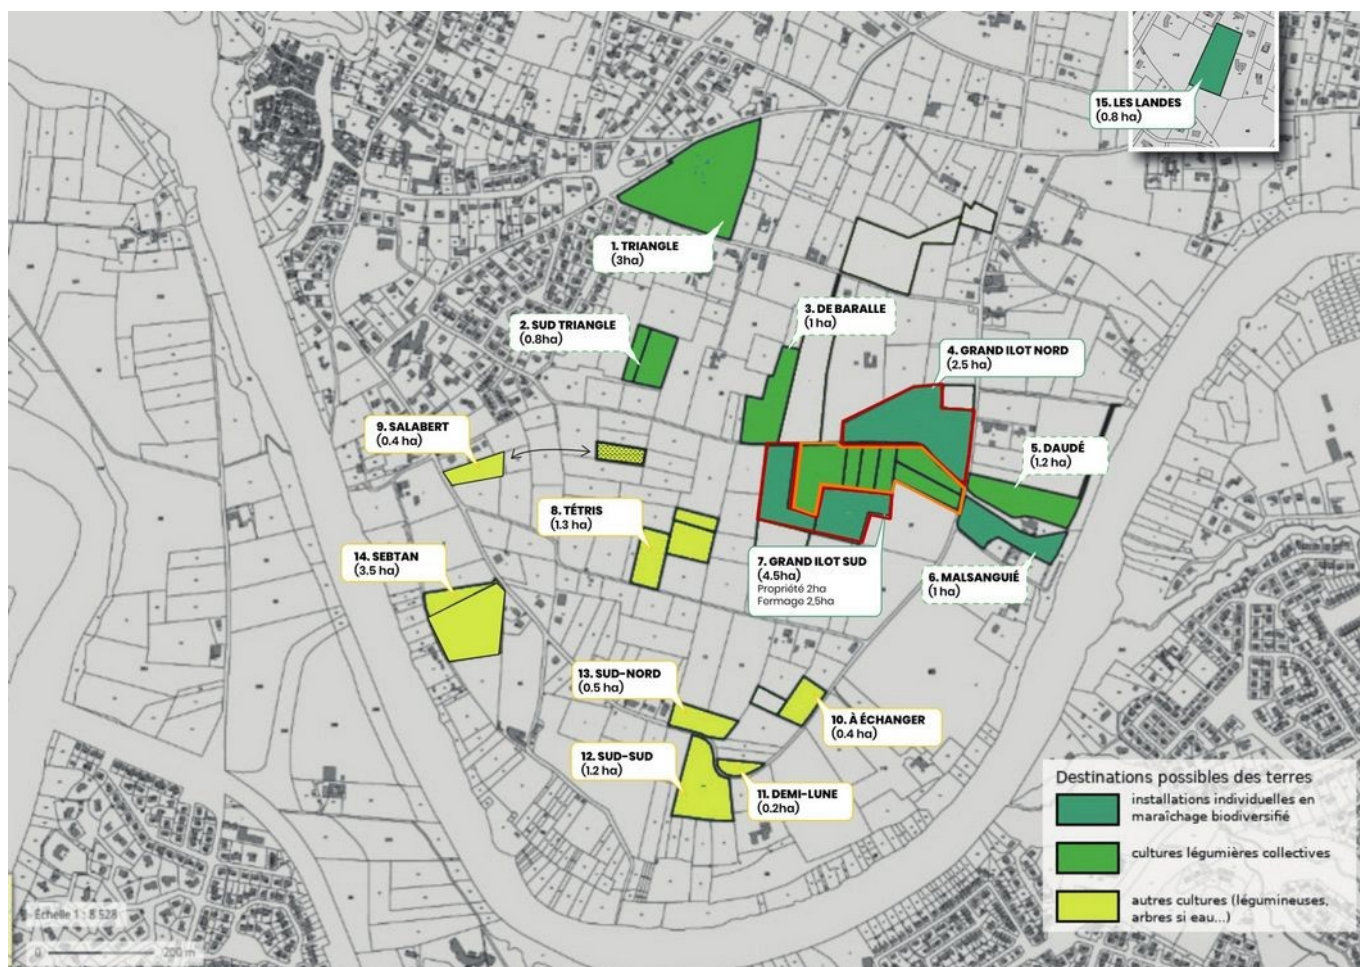 15. LES LANDES
(0.8 ha)
1. TRIANGLE
(3ha)
2. SUD TRIANGLE
(0.8ha)
3. DE BARALLE
(1 ha)
4. GRAND ILOT NORD
(2.5 ha)
5. DAUDÉ
(1.2 ha)
9. SALABERT
(0.4 ha)
8. TÉTRIS
(1.3 ha)
14. SEBTAN
(3.5 ha)
7. GRAND ILOT SUD
(4.5ha)
Propriété 2ha
Formage 2,5ha
6. MALSANGUIÉ
(1 ha)
13. SUD-NORD
(0.5 ha)
10. À ÉCHANGER
(0.4 ha)
12. SUD-SUD
(1.2 ha)
11. DEMI-LUNE
(0.2ha)
Destinations possibles des terres
installations individuelles en
maraîchage biodiversifié
cultures légumières collectives
autres cultures (légumineuses,
arbres si eau...)
Échelle 1 : 8 528
0 200 m